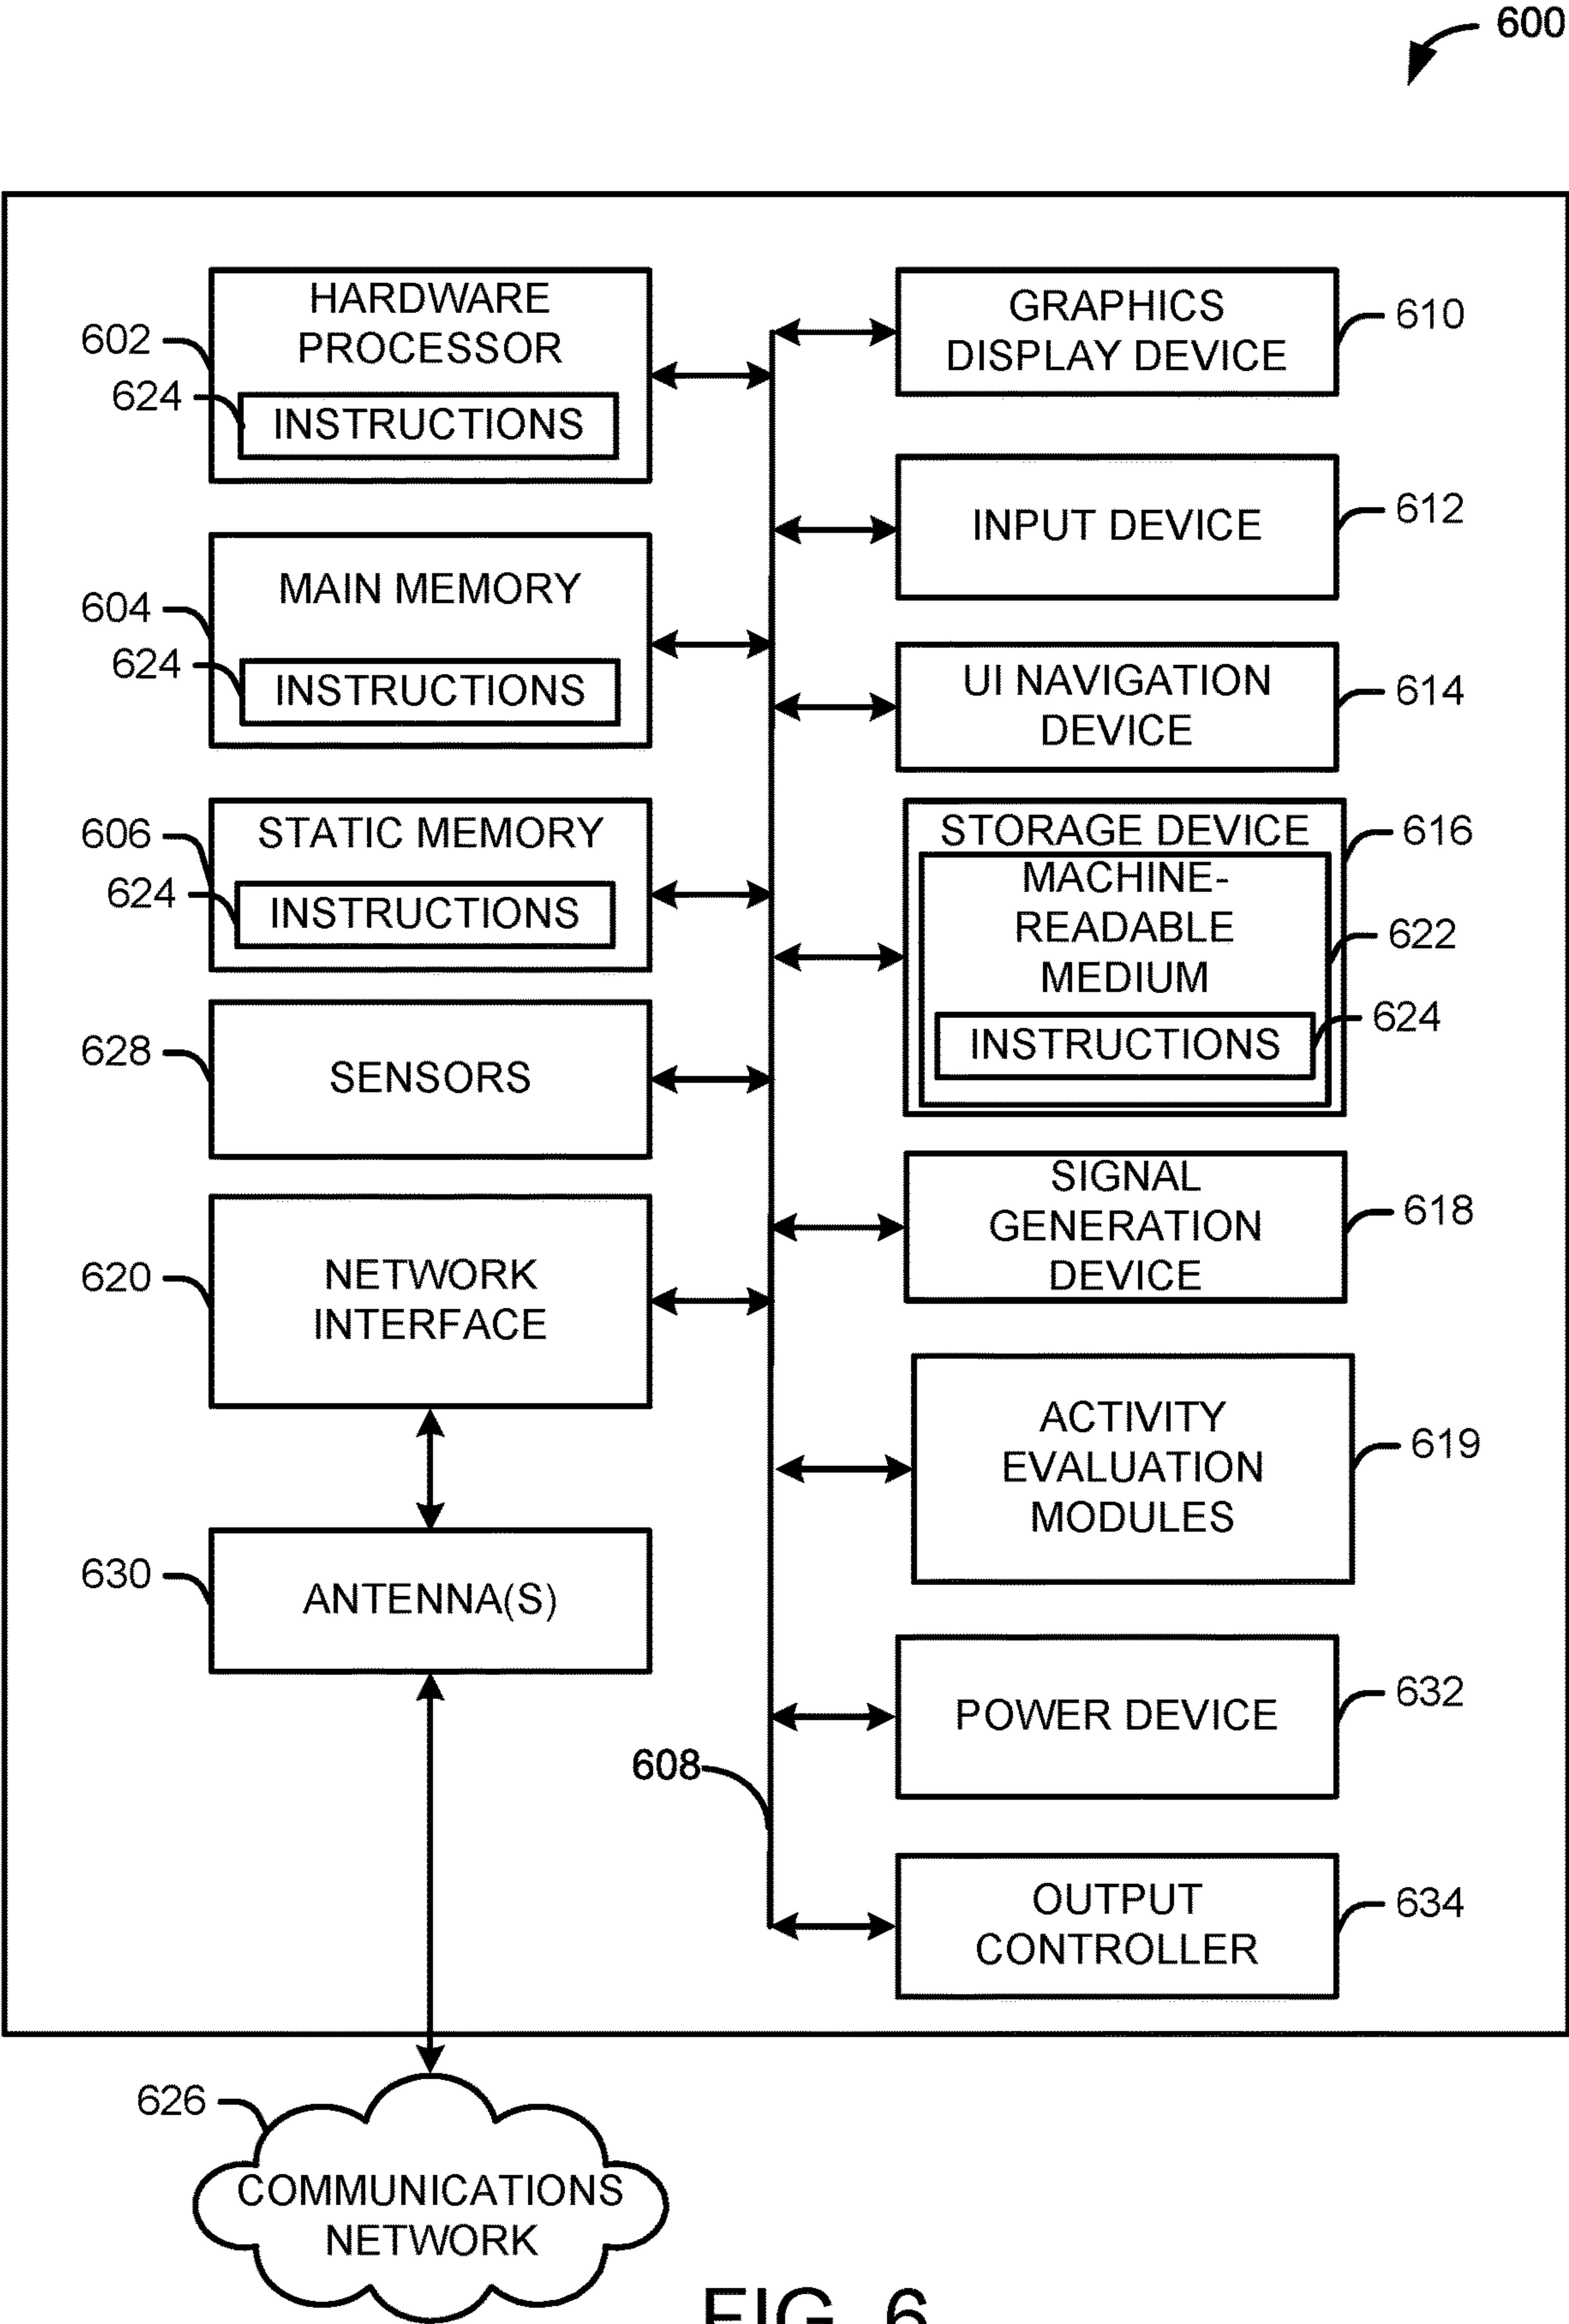 600
HARDWARE
PROCESSOR
602
624
INSTRUCTIONS
MAIN MEMORY
604
624
INSTRUCTIONS
STATIC MEMORY
606
624
INSTRUCTIONS
628
SENSORS
620
NETWORK
INTERFACE
630
ANTENNA(S)
608
GRAPHICS
DISPLAY DEVICE
610
INPUT DEVICE
612
UI NAVIGATION
DEVICE
614
STORAGE DEVICE
616
MACHINE-
READABLE
MEDIUM
622
INSTRUCTIONS
624
SIGNAL
GENERATION
DEVICE
618
ACTIVITY
EVALUATION
MODULES
619
POWER DEVICE
632
OUTPUT
CONTROLLER
634
626
COMMUNICATIONS
NETWORK
FIG. 6